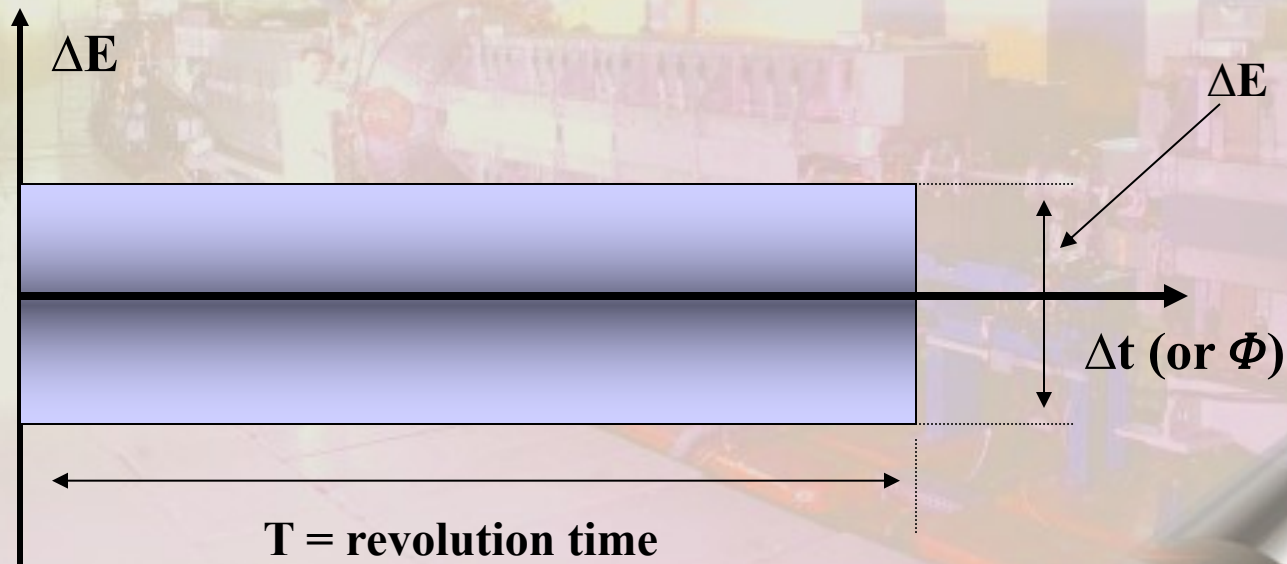 ΔE
ΔE
Δt (or Φ)
T = revolution time